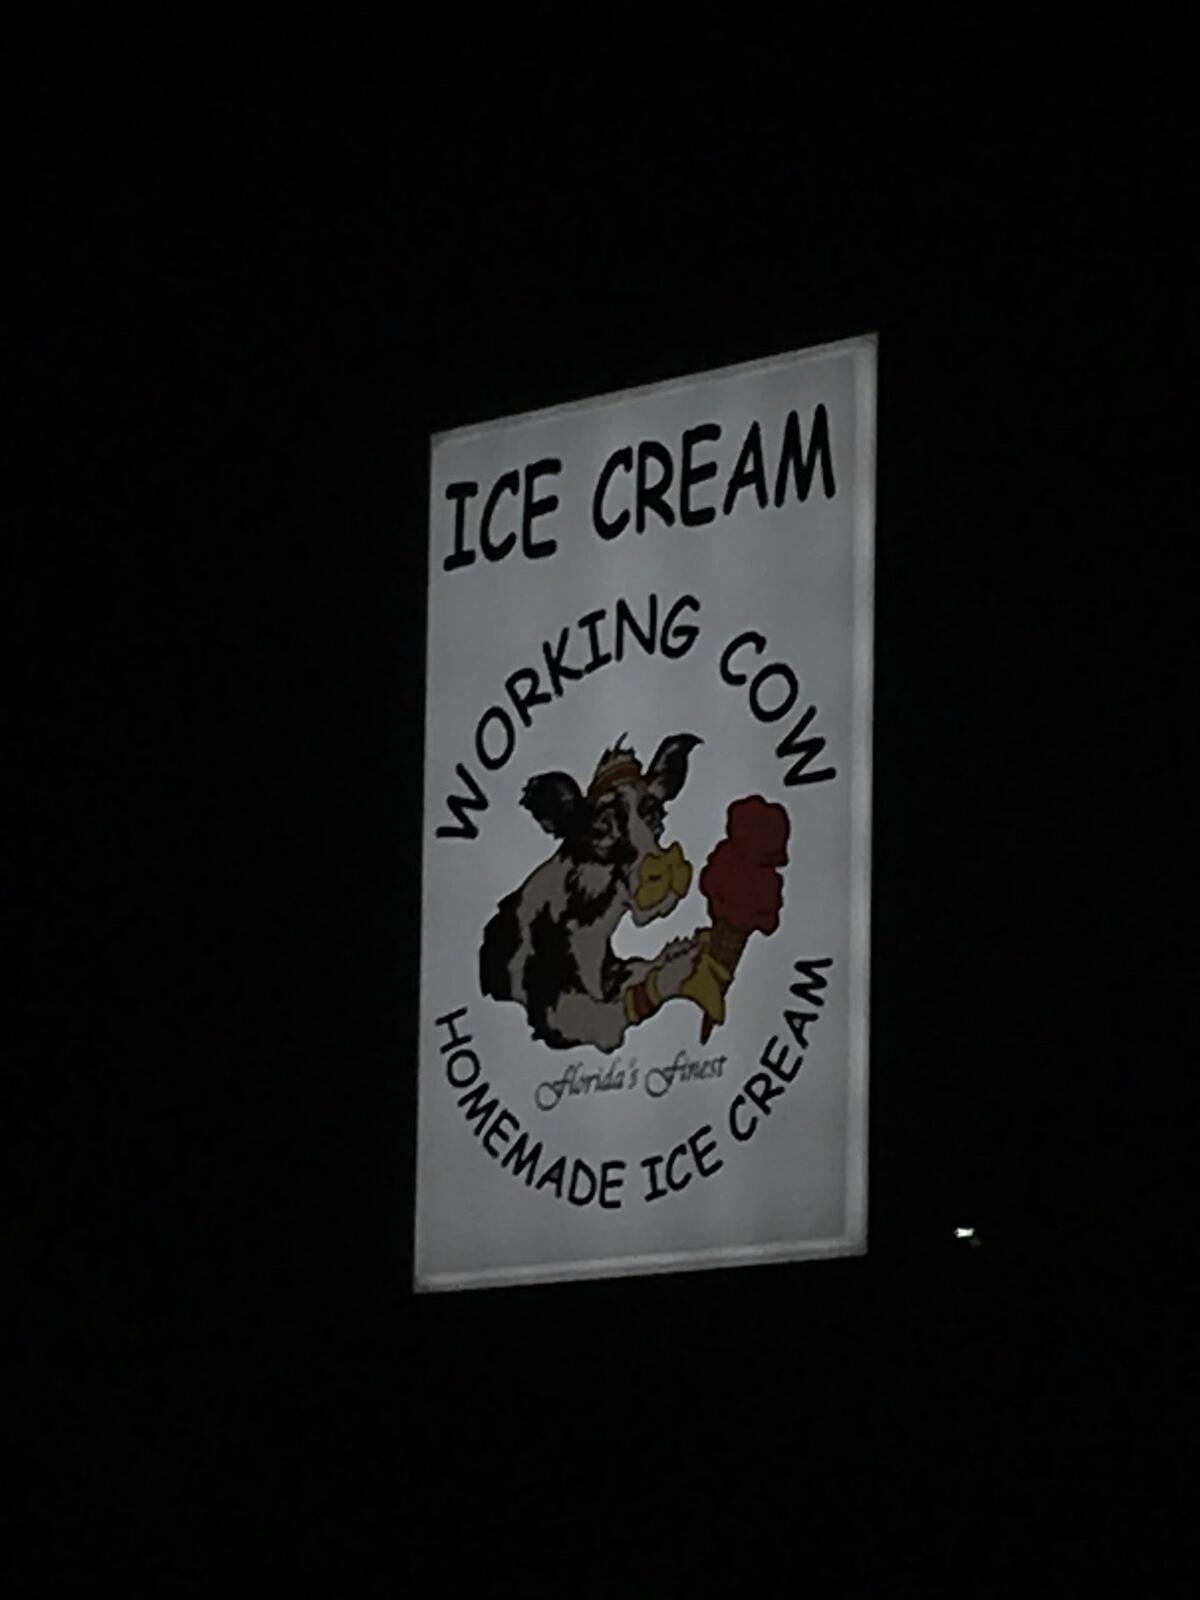 ICE CREAM
WORKING COW
Florida's Finest
HOMEMADE ICE CREAM